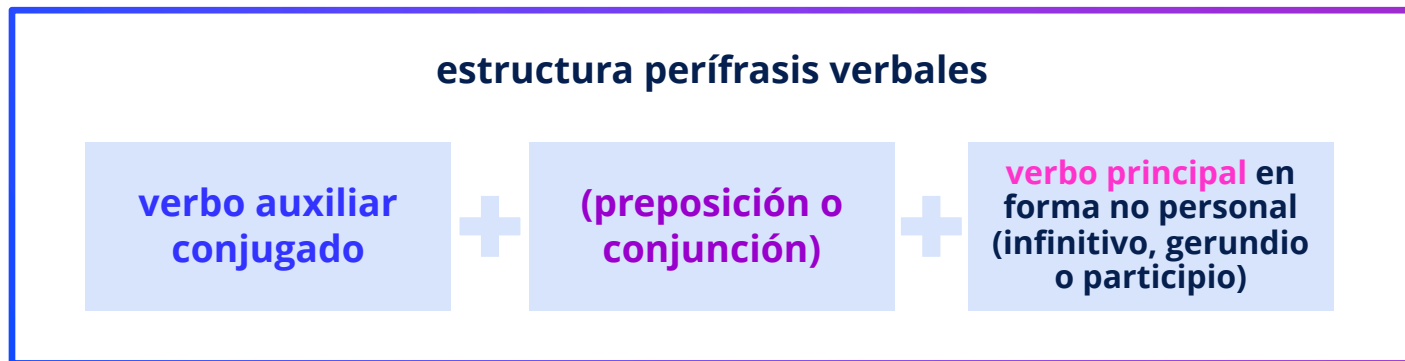 estructura perífrasis verbales
verbo auxiliar
conjugado
(preposición o
conjunción)
verbo principal en
forma no personal
(infinitivo, gerundio
o participio)